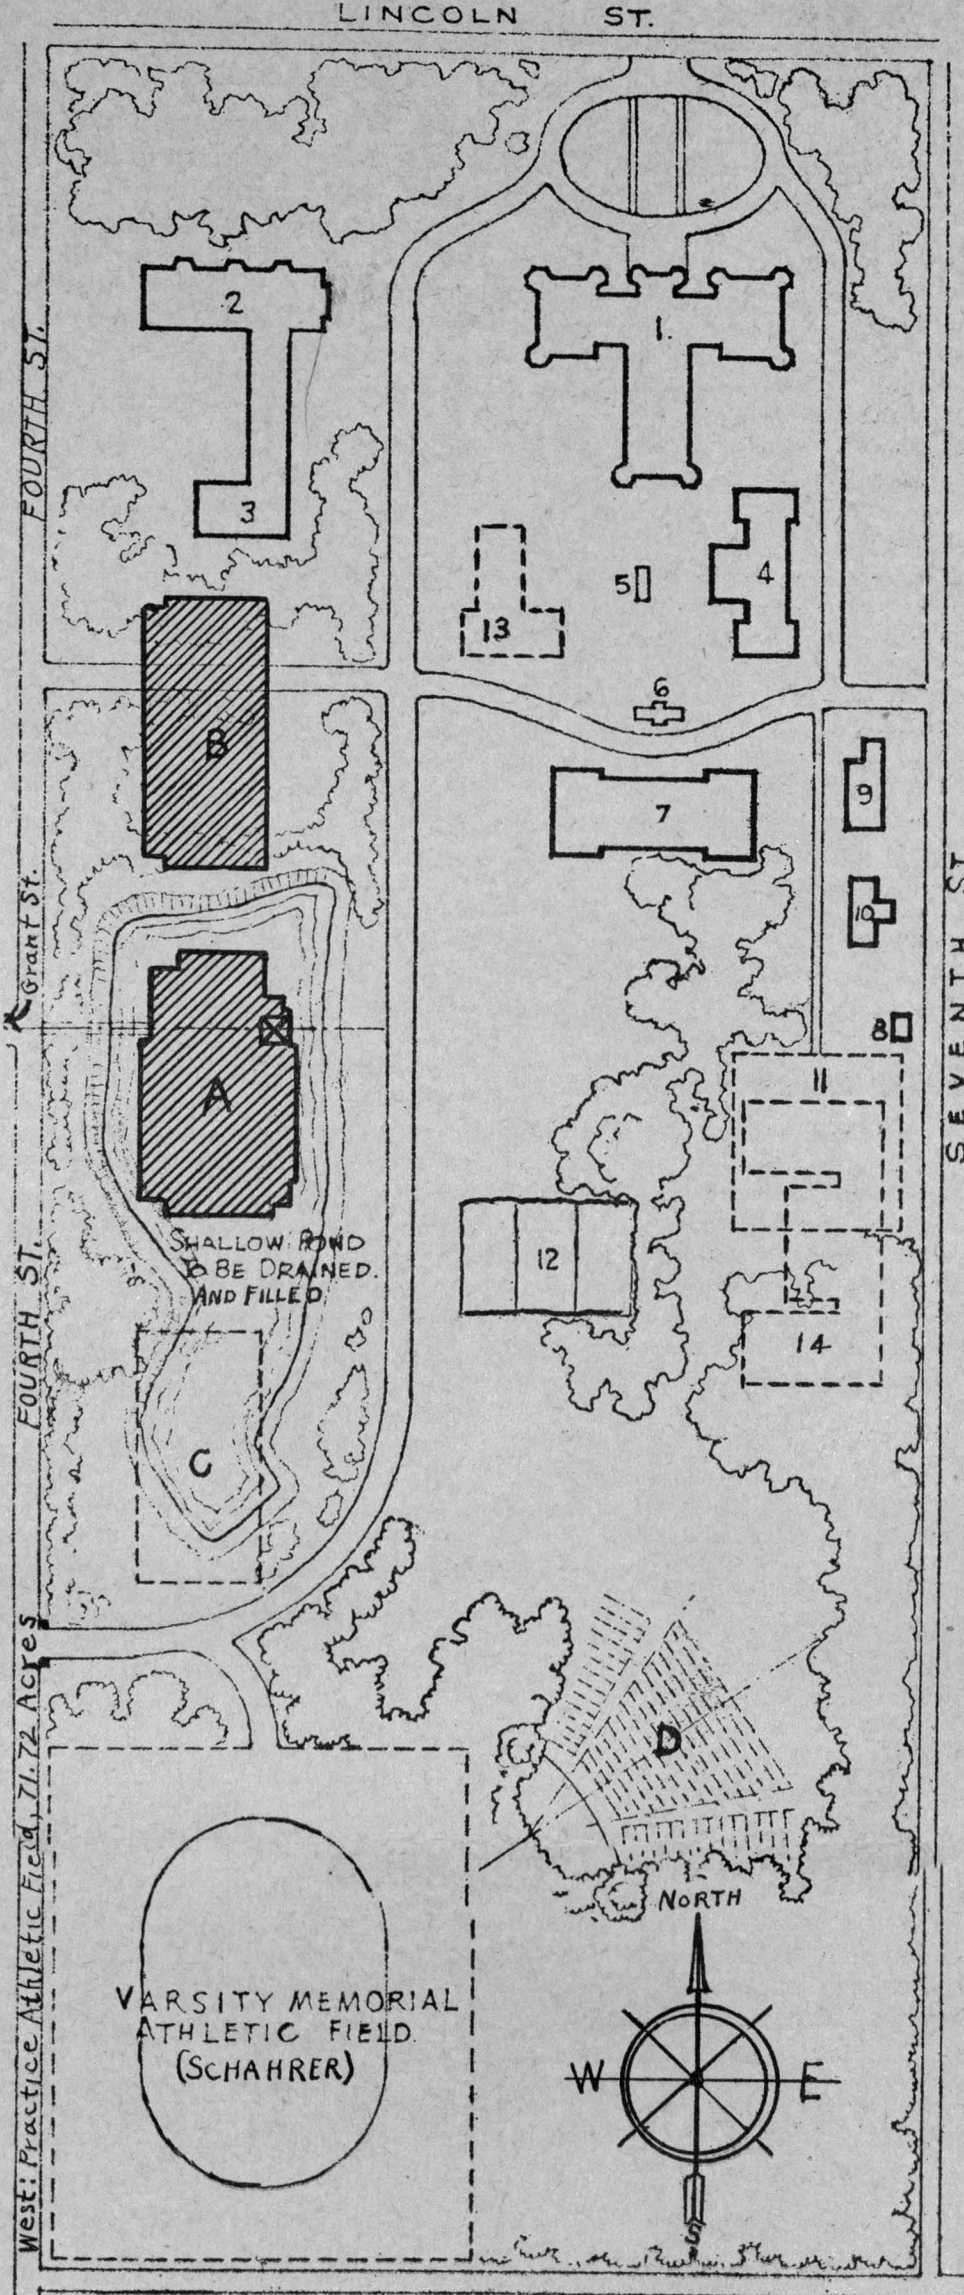 LINCOLN ST.
FOURTH ST.
2
1.
3
5
4
13
6
B
7
9
10
Grant St.
8
SEVENTH ST
A
11
SHALLOW POND
TO BE DRAINED.
AND FILLED
12
FOURTH ST.
14
C
D
West: Practice Athletic Field, 71.72 Acres
NORTH
VARSITY MEMORIAL
ATHLETIC FIELD.
(SCHAHRER)
W E
S